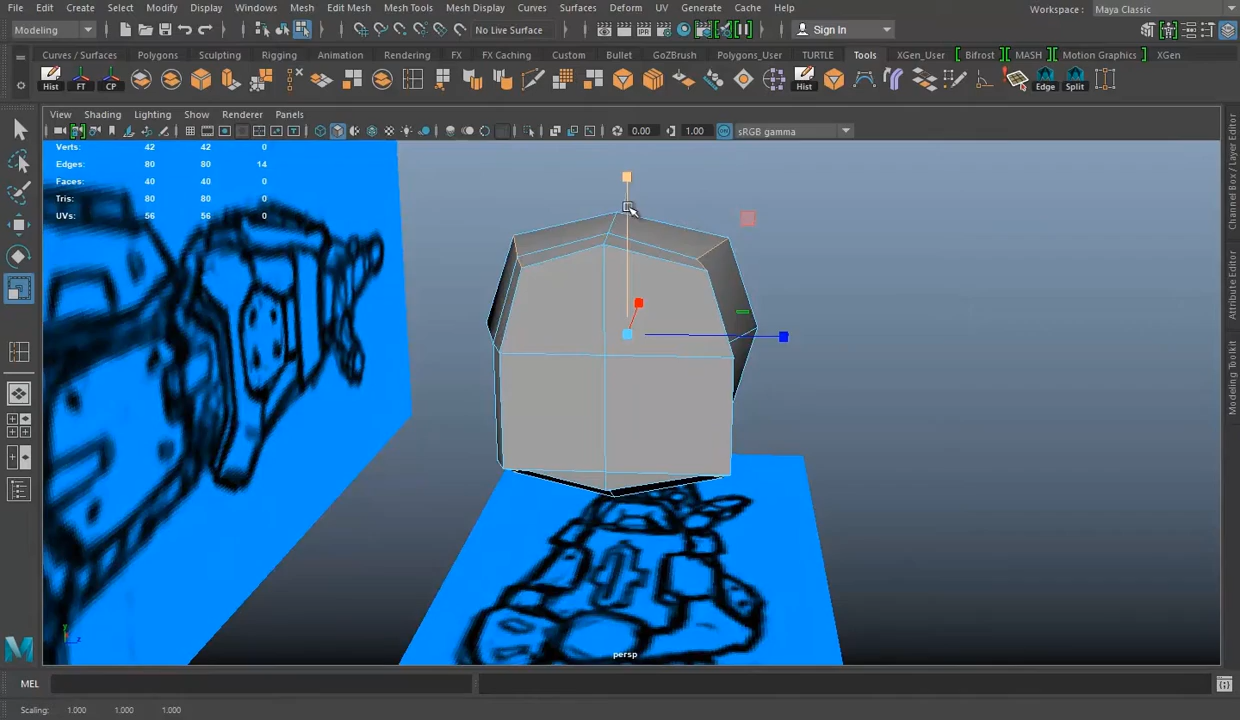 File Edit Create Select Modify Display Windows Mesh Edit Mesh Mesh Tools Mesh Display Curves Surfaces Deform UV Generate Cache Help Workspace : Maya Classic
Modeling No Live Surface Sign In
Curves / Surfaces Polygons Sculpting Rigging Animation Rendering FX FX Caching Custom Bullet GoZBrush Polygons_User TURTLE Tools XGen_User Bifrost MASH Motion Graphics XGen
Hist FT CP Hist Edge Split
View Shading Lighting Show Renderer Panels
0.00 1.00 sRGB gamma
Verts: 42 42 0
Edges: 80 80 14
Faces: 40 40 0
Tris: 80 80 0
UVs: 56 56 0
Channel Box / Layer Editor
Attribute Editor
Modeling Toolkit
persp
MEL
Scaling: 1.000 1.000 1.000